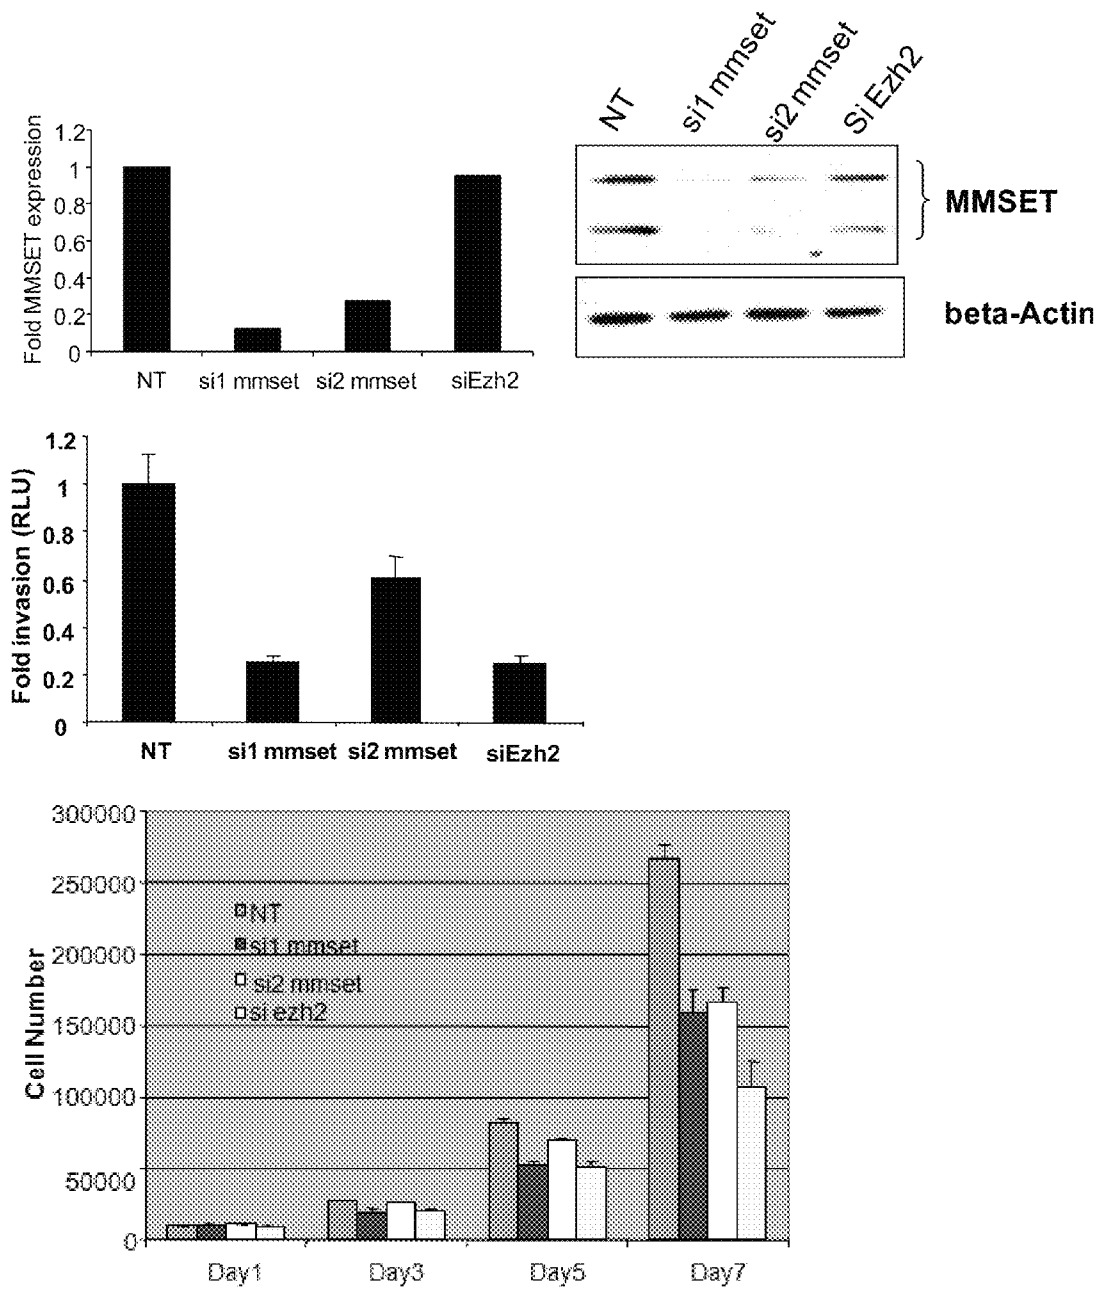 Fold MMSET expression
1.2
1
0.8
0.6
0.4
0.2
0
NT si1 mmset si2 mmset siEzh2
NT si1 mmset si2 mmset Si Ezh2
MMSET
beta-Actin
Fold invasion (RLU)
1.2
1
0.8
0.6
0.4
0.2
0
NT si1 mmset si2 mmset siEzh2
Cell Number
300000
250000
200000
150000
100000
50000
0
NT
si1 mmset
si2 mmset
si ezh2
Day1 Day3 Day5 Day7